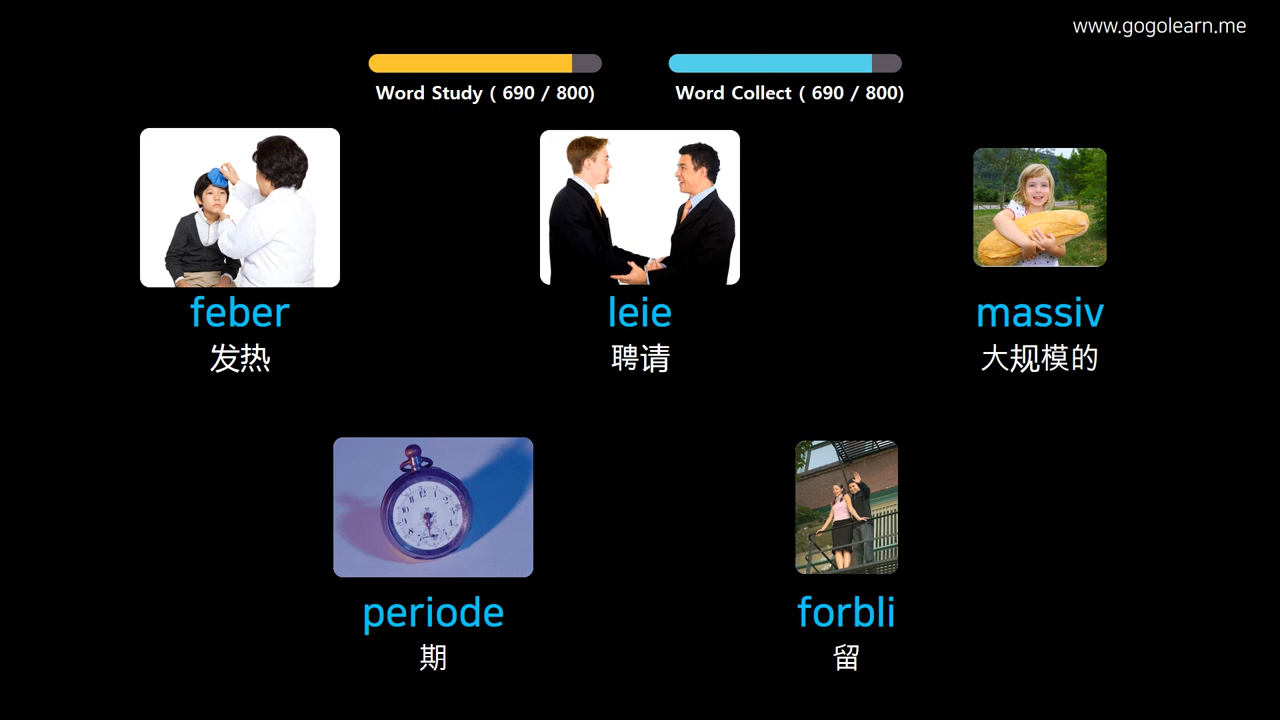 www.gogolearn.me
Word Study ( 690 / 800)
Word Collect ( 690 / 800)
feber
发热
leie
聘请
massiv
大规模的
periode
期
forbli
留